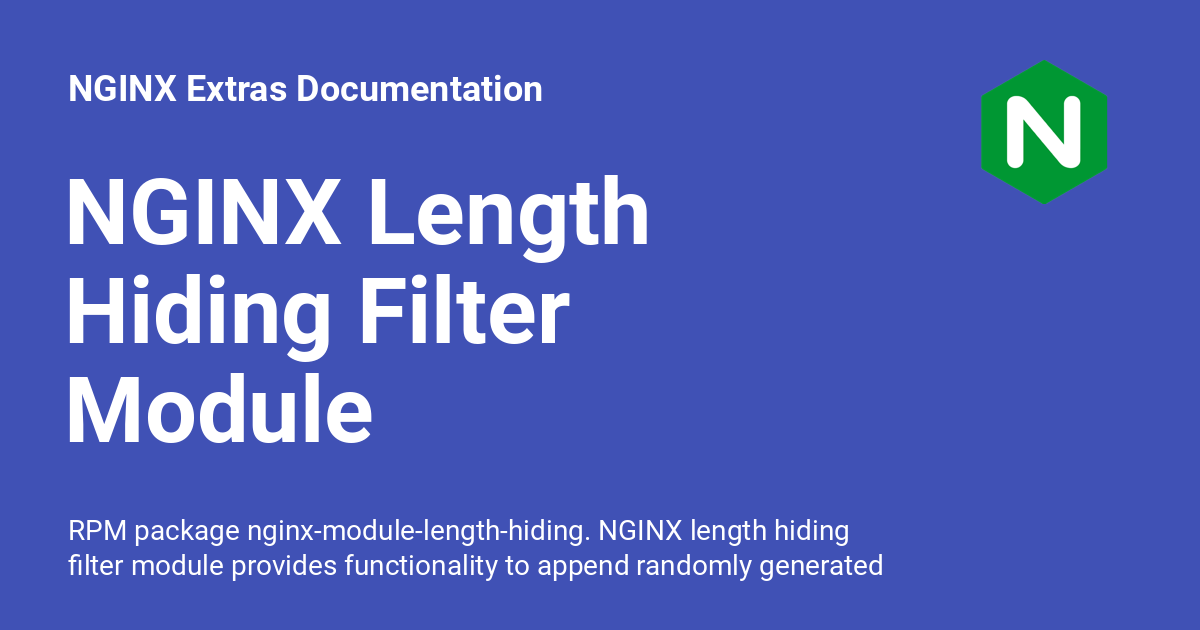 NGINX Extras Documentation
N
NGINX Length
Hiding Filter
Module
RPM package nginx-module-length-hiding. NGINX length hiding
filter module provides functionality to append randomly generated